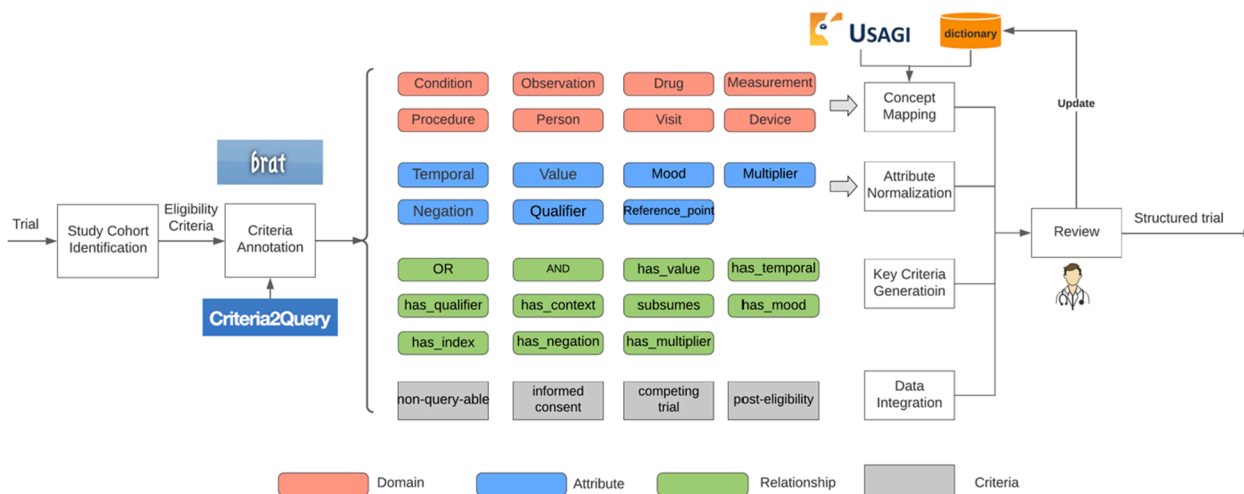 USAGI
dictionary
Condition
Observation
Drug
Measurement
Procedure
Person
Visit
Device
Concept
Mapping
Update
brat
Temporal
Value
Mood
Multiplier
Negation
Qualifier
Reference_point
Attribute
Normalization
Trial
Study Cohort
Identification
Eligibility
Criteria
Criteria
Annotation
Review
Structured trial
OR
AND
has_value
has_temporal
has_qualifier
has_context
subsumes
has_mood
has_index
has_negation
has_multiplier
Key Criteria
Generatioin
Criteria2Query
non-query-able
informed
consent
competing
trial
post-eligibility
Data
Integration
Domain
Attribute
Relationship
Criteria